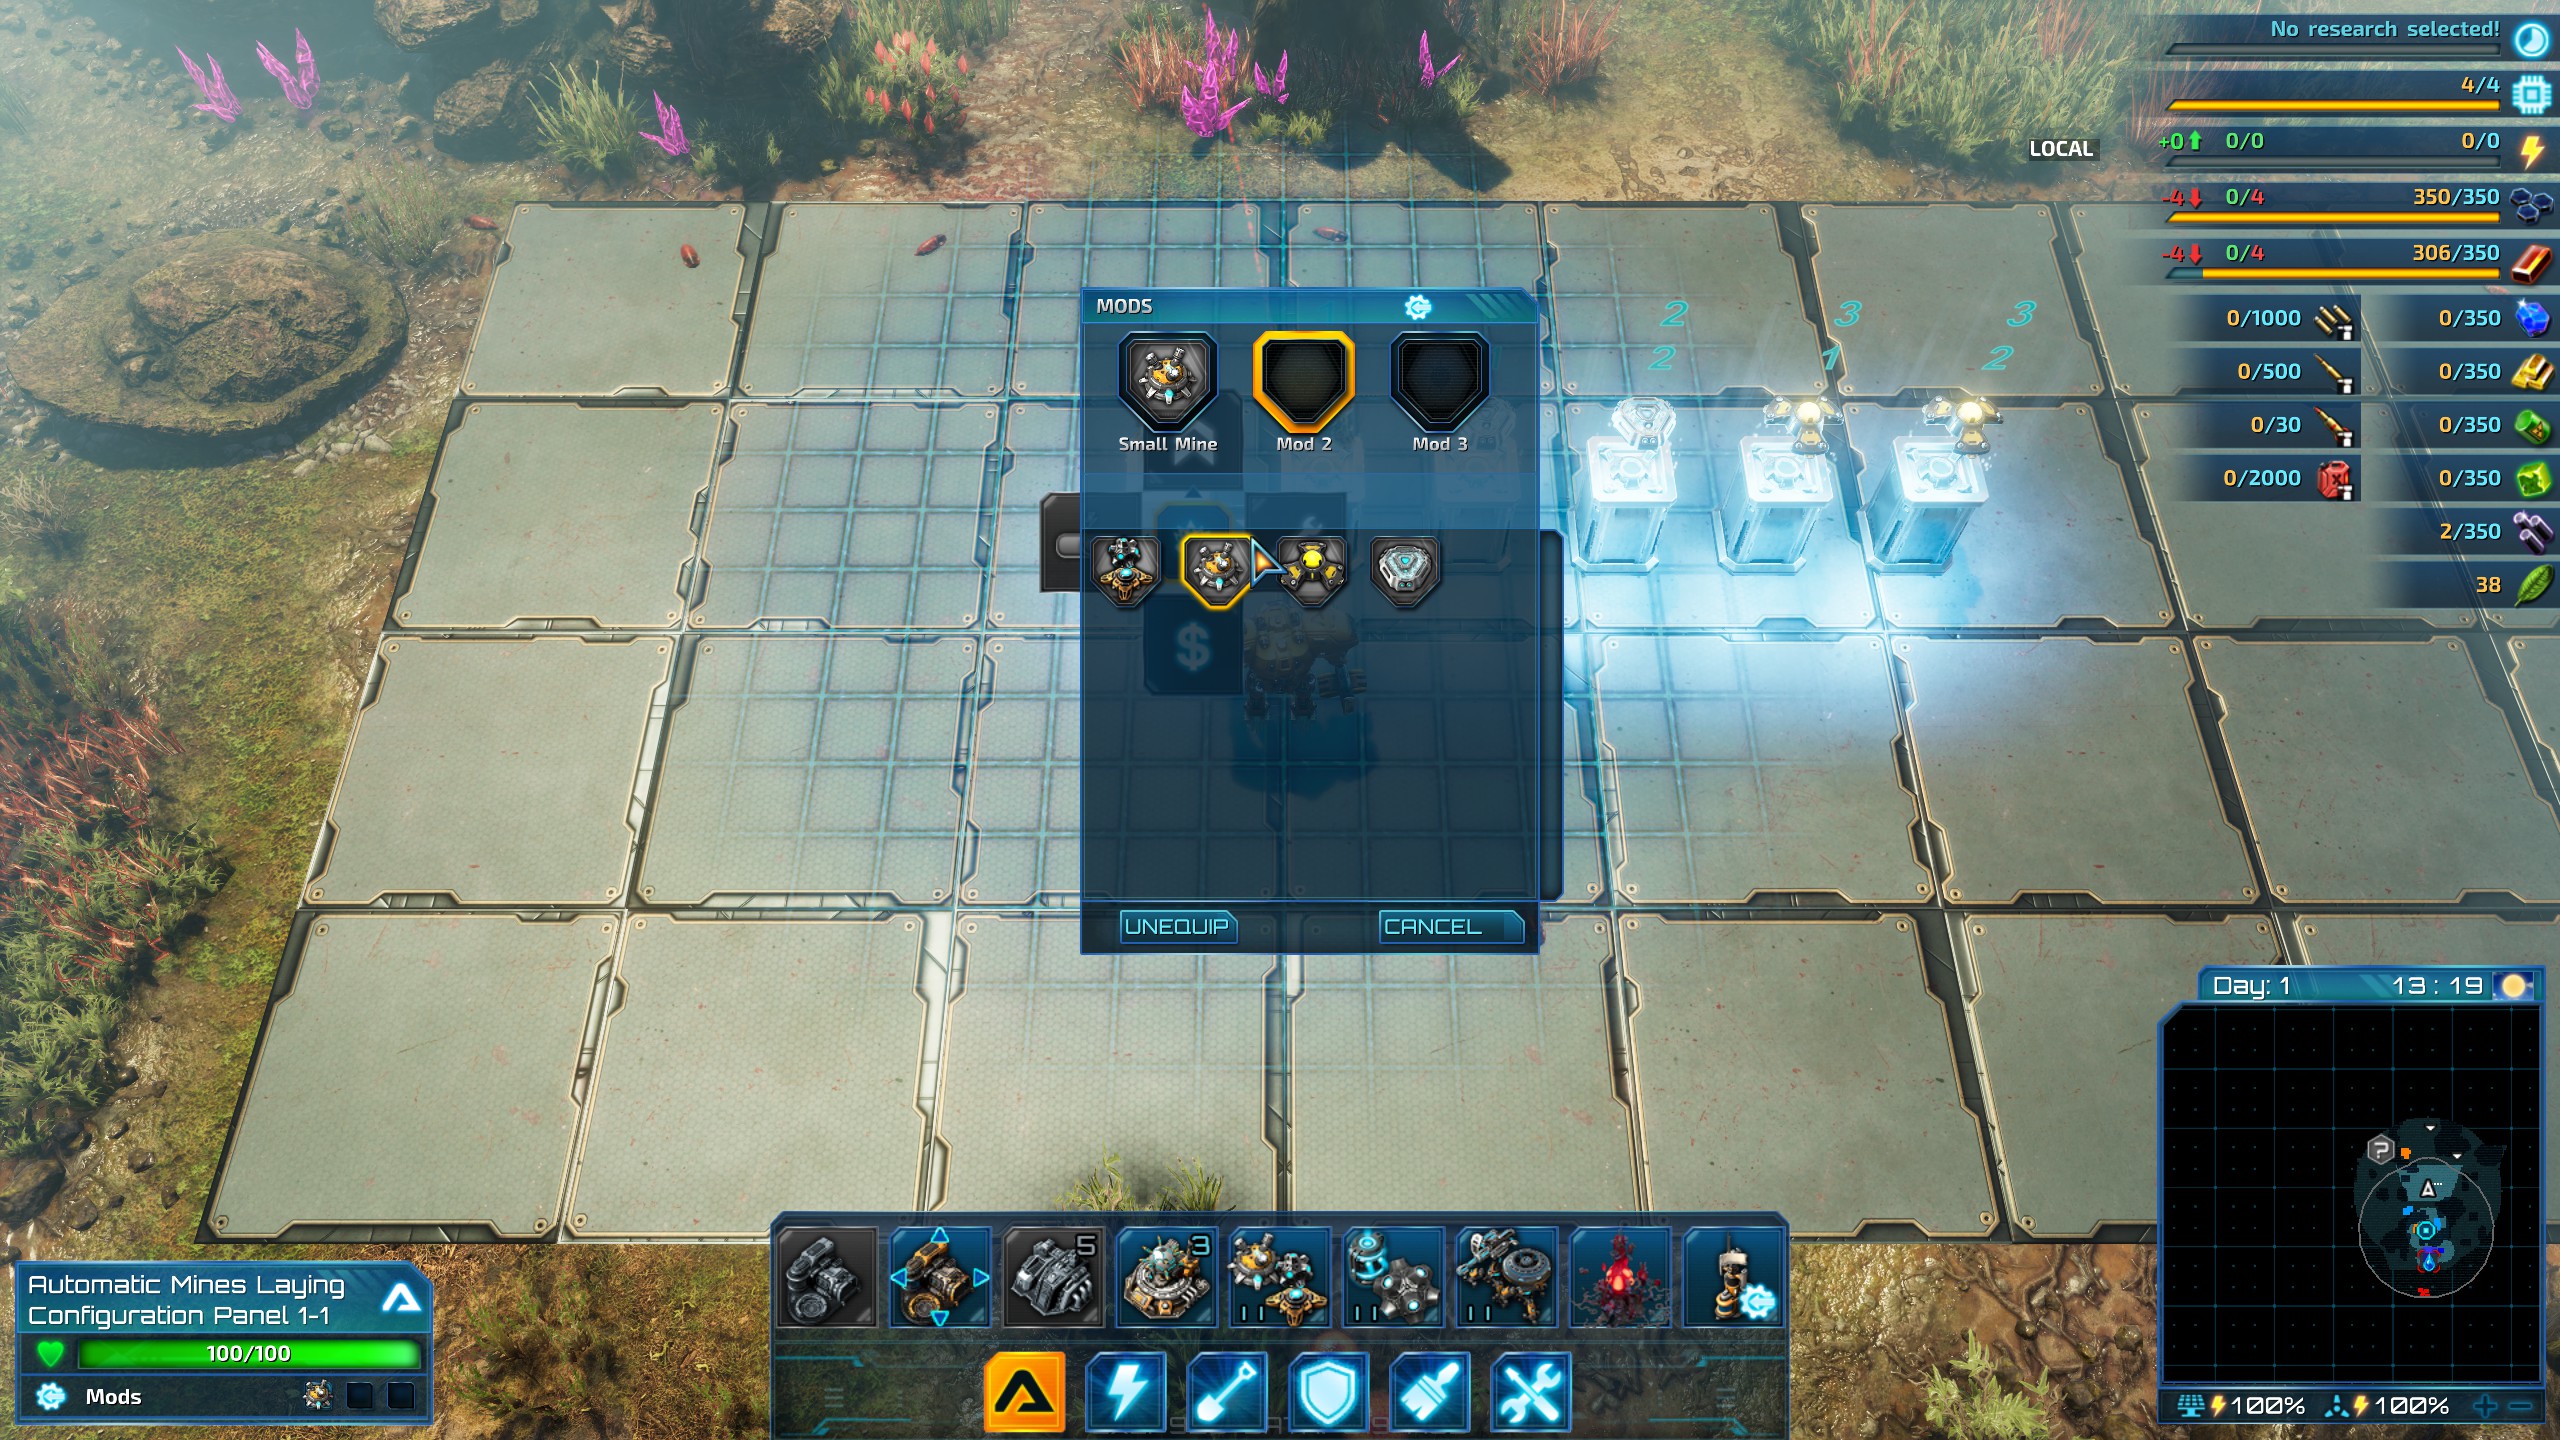 No research selected!
4/4
+0 0/0 0/0
LOCAL
-4 0/4 350/350
-4 0/4 306/350
0/1000 0/350
0/500 0/350
0/30 0/350
0/2000 0/350
2/350
38
MODS
Small Mine Mod 2 Mod 3
2 3 3
2 1 2
$
UNEQUIP CANCEL
Day: 1 13 : 19
?
100% 100%
5 3
Automatic Mines Laying
Configuration Panel 1-1
100/100
Mods